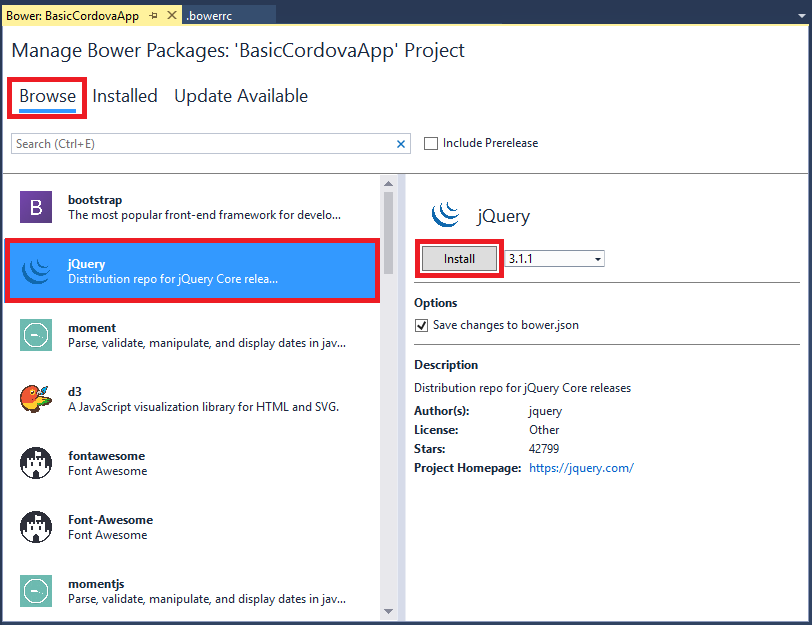 Bower: BasicCordovaApp
.bowerrc
Manage Bower Packages: 'BasicCordovaApp' Project
Browse Installed Update Available
Search (Ctrl+E)
Include Prerelease
B
bootstrap
The most popular front-end framework for develo...
jQuery
Distribution repo for jQuery Core relea...
moment
Parse, validate, manipulate, and display dates in jav...
d3
A JavaScript visualization library for HTML and SVG.
fontawesome
Font Awesome
Font-Awesome
Font Awesome
momentjs
Parse, validate, manipulate, and display dates in jav...
jQuery
Install 3.1.1
Options
Save changes to bower.json
Description
Distribution repo for jQuery Core releases
Author(s): jquery
License: Other
Stars: 42799
Project Homepage: https://jquery.com/